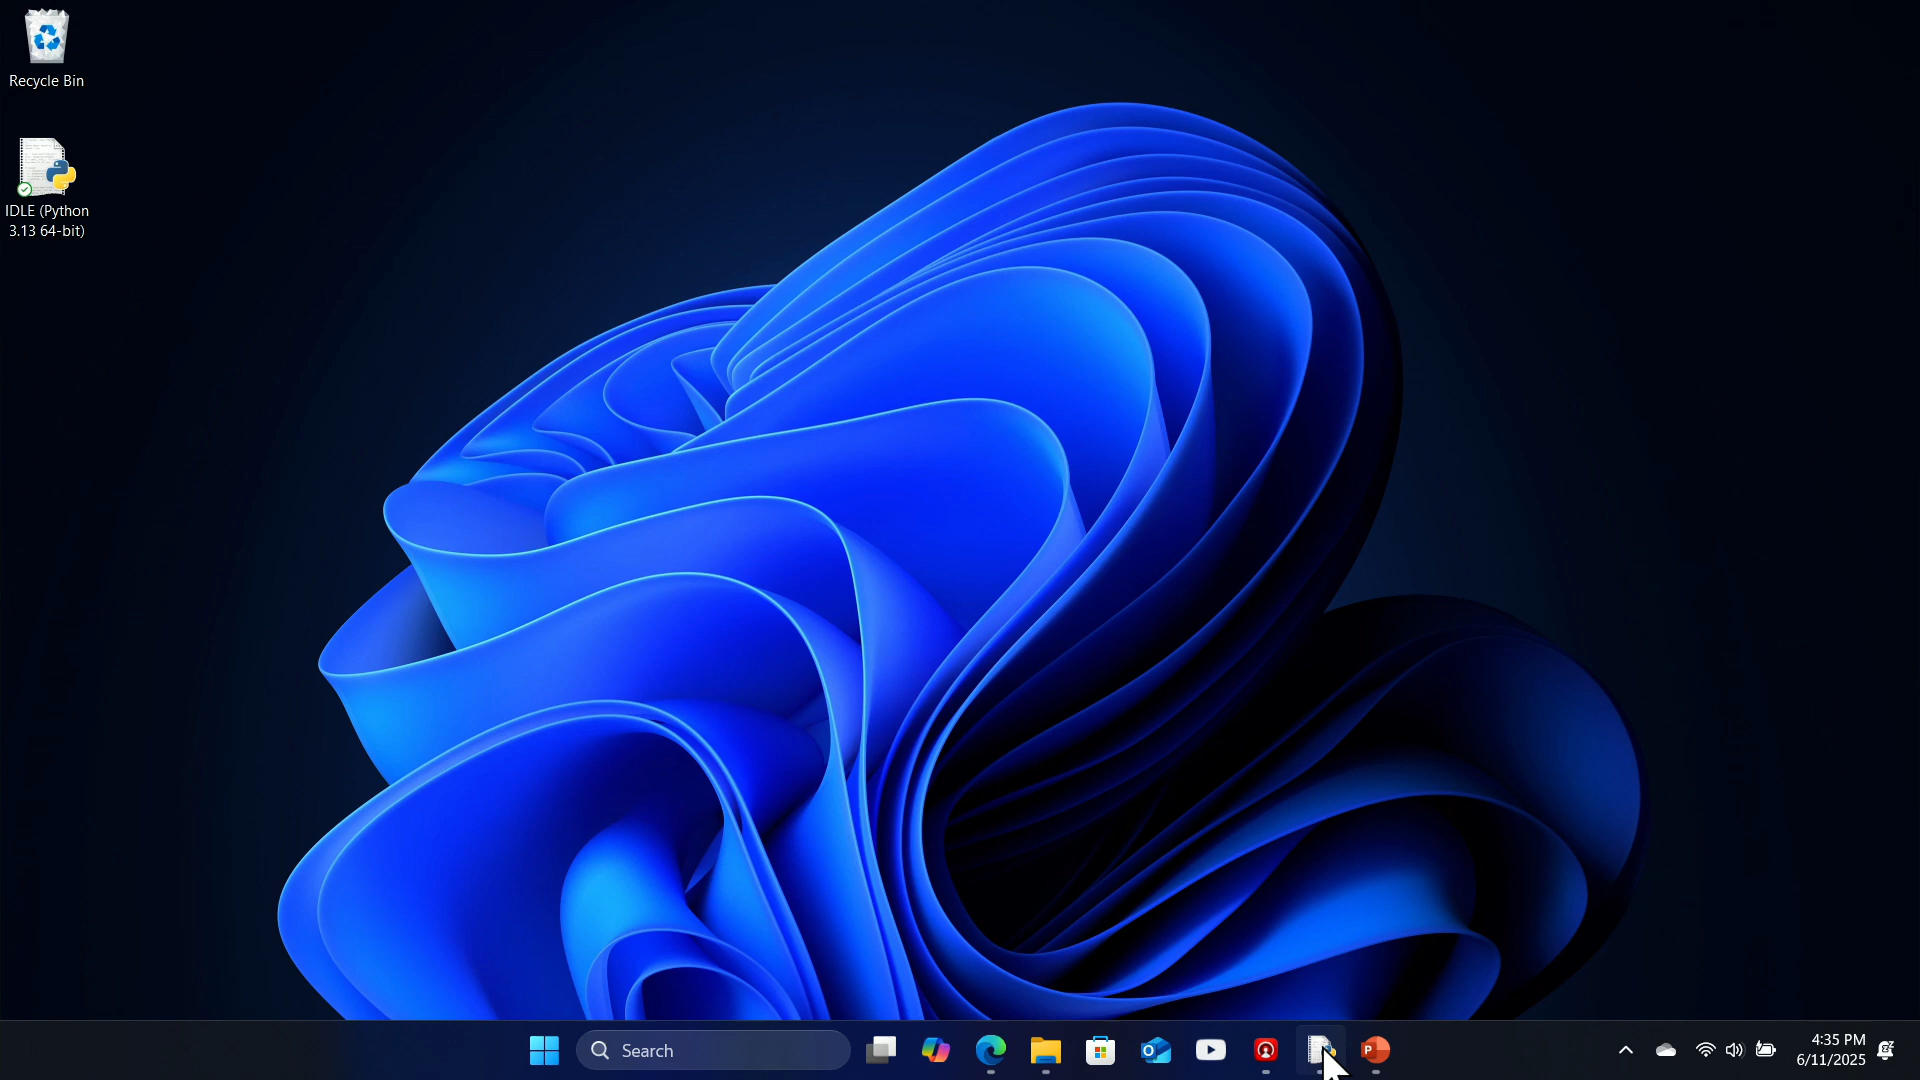 Recycle Bin
IDLE (Python
3.13 64-bit)
Search
4:35 PM
6/11/2025